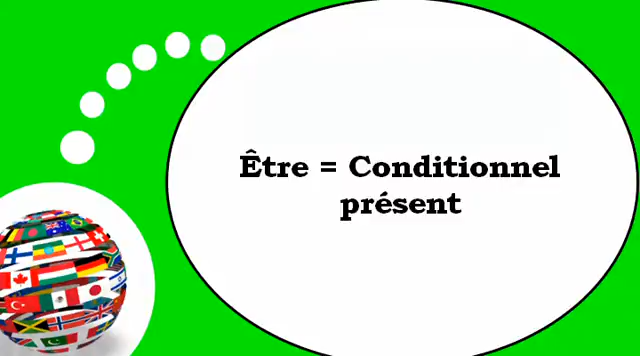 Être = Conditionnel
présent